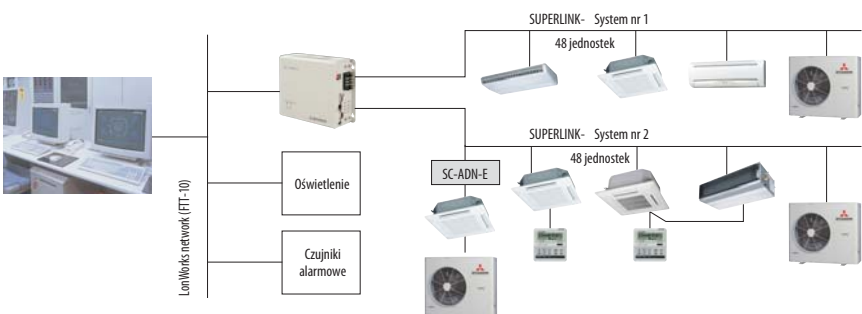 SUPERLINK- System nr 1
48 jednostek
SUPERLINK- System nr 2
48 jednostek
SC-ADN-E
LonWorks network (FTT-10)
Oświetlenie
Czujniki
alarmowe